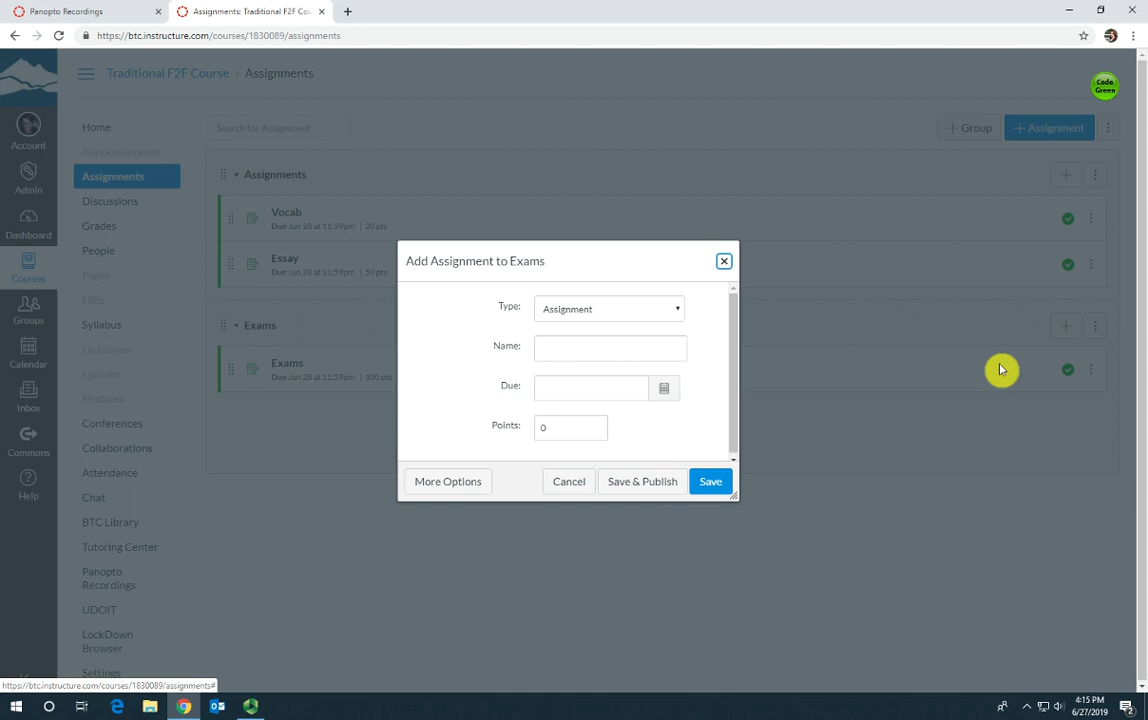 Panopto Recordings
Assignments: Traditional F2F Cou
https://btc.instructure.com/courses/1830089/assignments
Traditional F2F Course › Assignments
Code
Green
Account
Admin
Dashboard
Courses
Groups
Calendar
Inbox
Commons
Help
Home
Announcements
Assignments
Discussions
Grades
People
Pages
Files
Syllabus
Outcomes
Quizzes
Modules
Conferences
Collaborations
Attendance
Chat
BTC Library
Tutoring Center
Panopto
Recordings
UDOIT
LockDown
Browser
Settings
Search for Assignment
+ Group
+ Assignment
Assignments
Vocab
Due Jun 28 at 11:59pm | 20 pts
Essay
Due Jun 28 at 11:59pm | 50 pts
Exams
Exams
Due Jun 28 at 11:59pm | 100 pts
Add Assignment to Exams
Type: Assignment
Name:
Due:
Points: 0
More Options
Cancel
Save & Publish
Save
https://btc.instructure.com/courses/1830089/assignments#
4:15 PM
6/27/2019
2